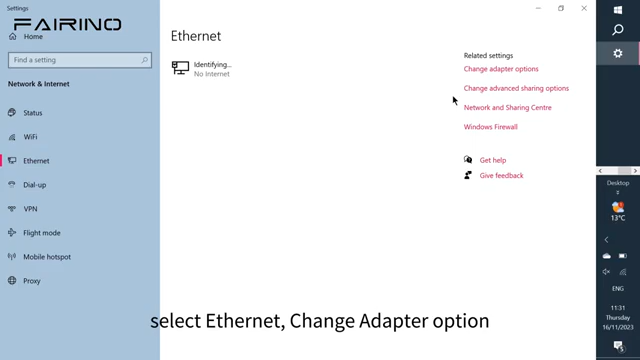 Settings
FAIRINO
Home
Find a setting
Network & Internet
Status
WiFi
Ethernet
Dial-up
VPN
Flight mode
Mobile hotspot
Proxy
Ethernet
Identifying...
No Internet
Related settings
Change adapter options
Change advanced sharing options
Network and Sharing Centre
Windows Firewall
Get help
Give feedback
Desktop
13°C
ENG
11:31
Thursday
16/11/2023
select Ethernet, Change Adapter option